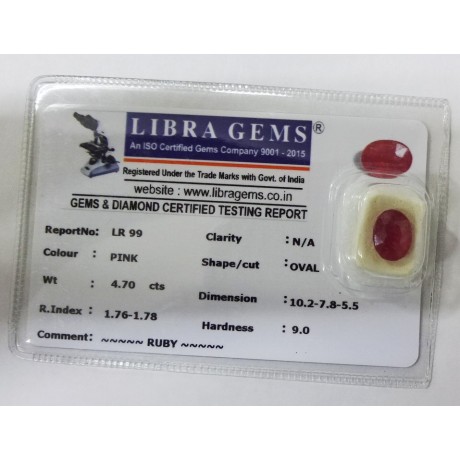 LIBRA GEMS®
An ISO Certified Gems Company 9001 - 2015
Registered Under the Trade Marks with Govt. of India
website : www.libragems.co.in
GEMS & DIAMOND CERTIFIED TESTING REPORT
ReportNo: LR 99 Clarity : N/A
Colour : PINK Shape/cut : OVAL
Wt : 4.70 cts Dimension : 10.2-7.8-5.5
R.Index : 1.76-1.78 Hardness : 9.0
Comment: ~~~~~ RUBY ~~~~~